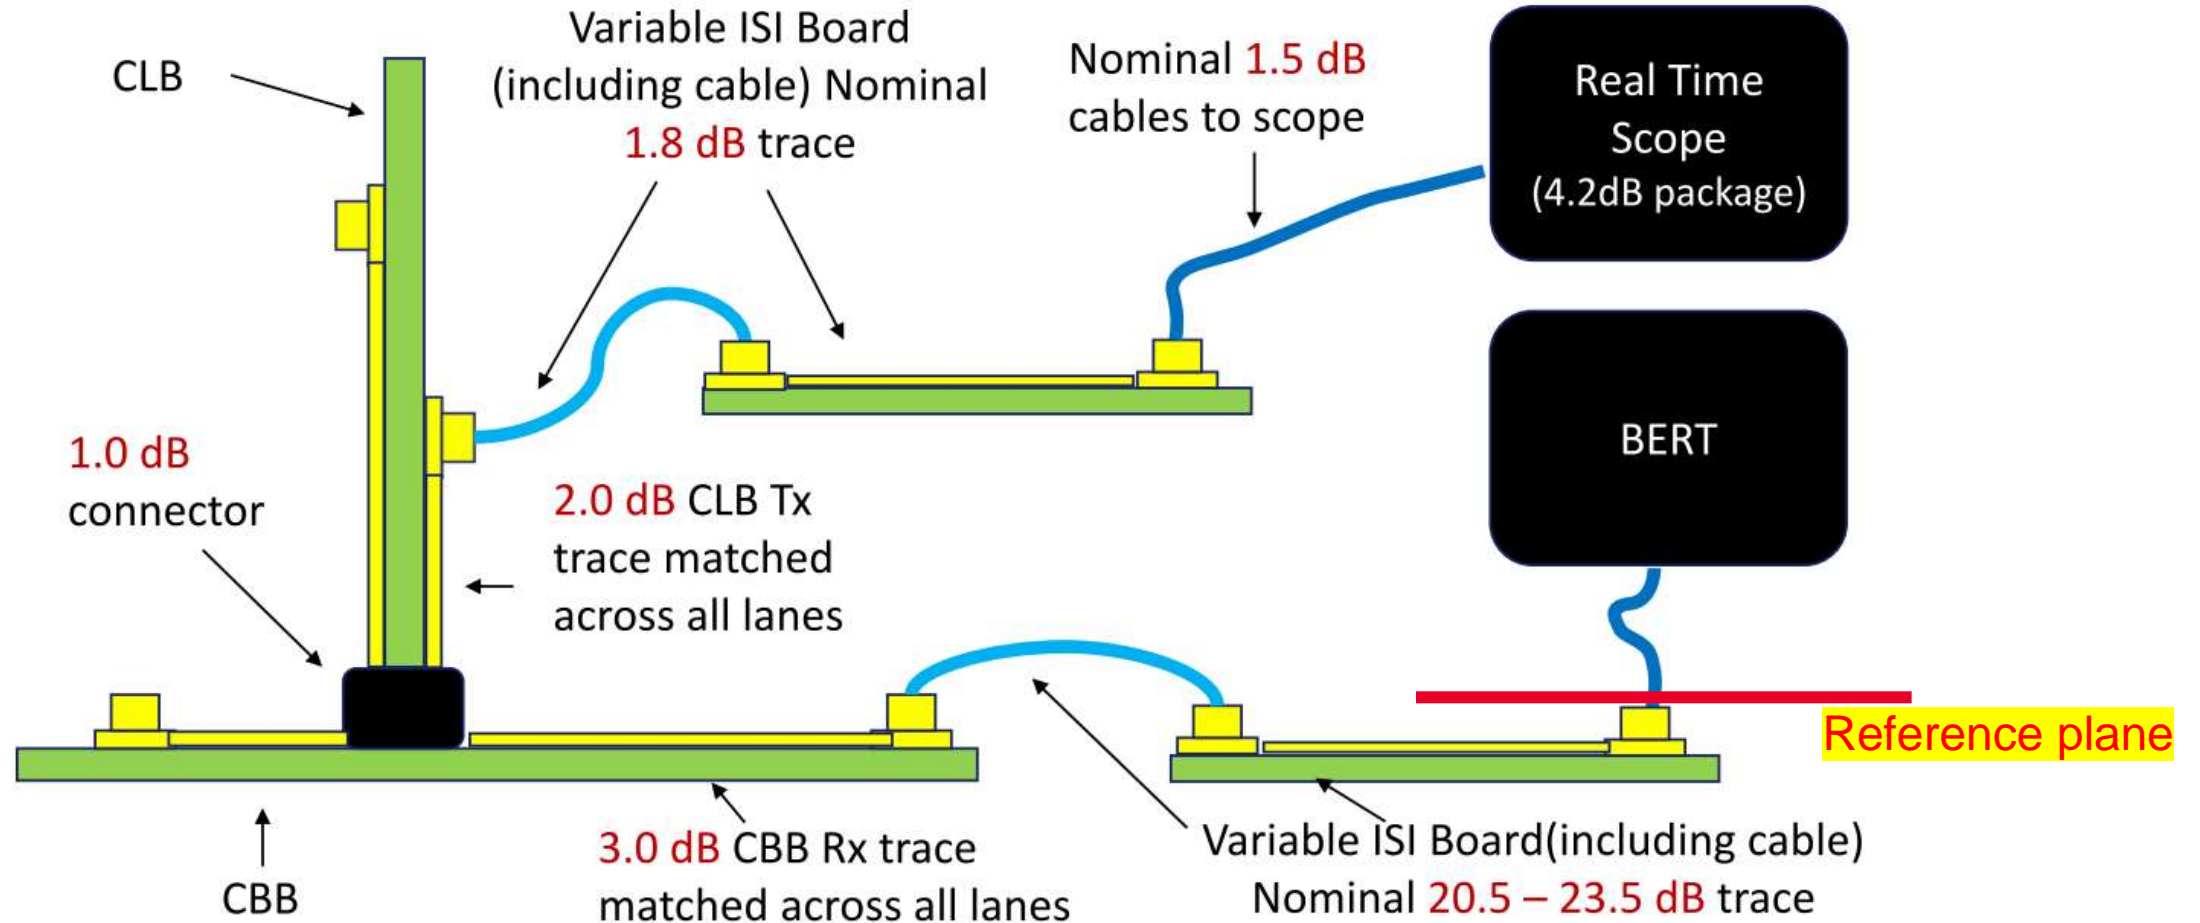 CLB
Variable ISI Board
(including cable) Nominal
1.8 dB trace
Nominal 1.5 dB
cables to scope
Real Time
Scope
(4.2dB package)
BERT
1.0 dB
connector
2.0 dB CLB Tx
trace matched
across all lanes
Reference plane
CBB
3.0 dB CBB Rx trace
matched across all lanes
Variable ISI Board(including cable)
Nominal 20.5 – 23.5 dB trace